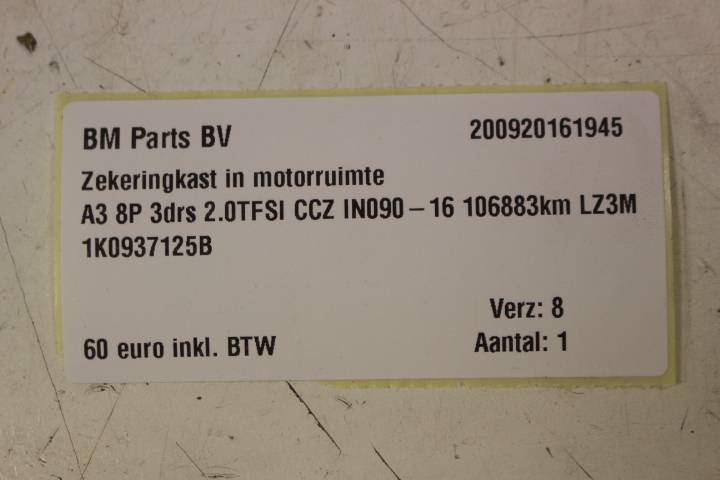 BM Parts BV 200920161945
Zekeringkast in motorruimte
A3 8P 3drs 2.0TFSI CCZ IN090-16 106883km LZ3M
1K0937125B
Verz: 8
60 euro inkl. BTW Aantal: 1